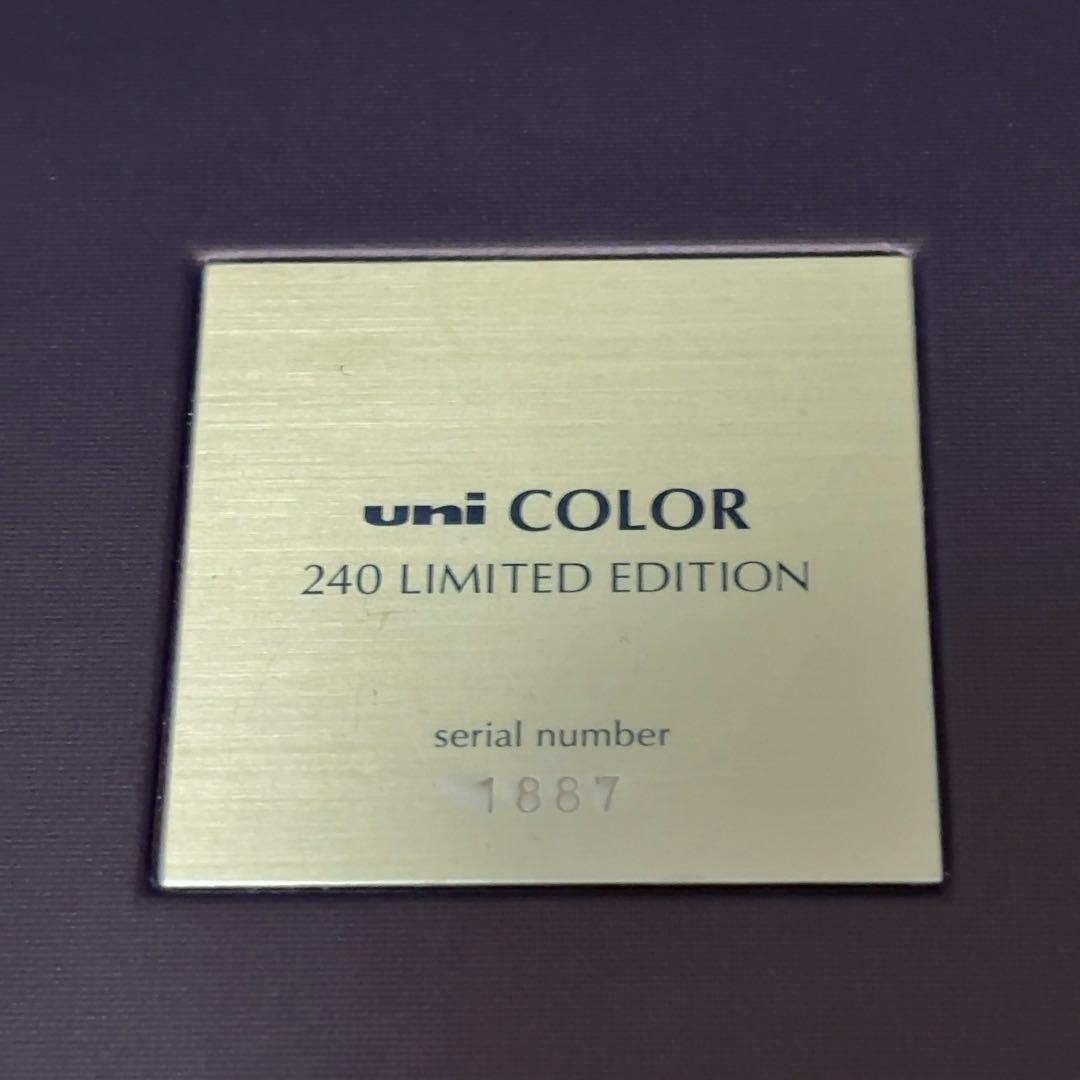 uni COLOR
240 LIMITED EDITION
serial number
1887